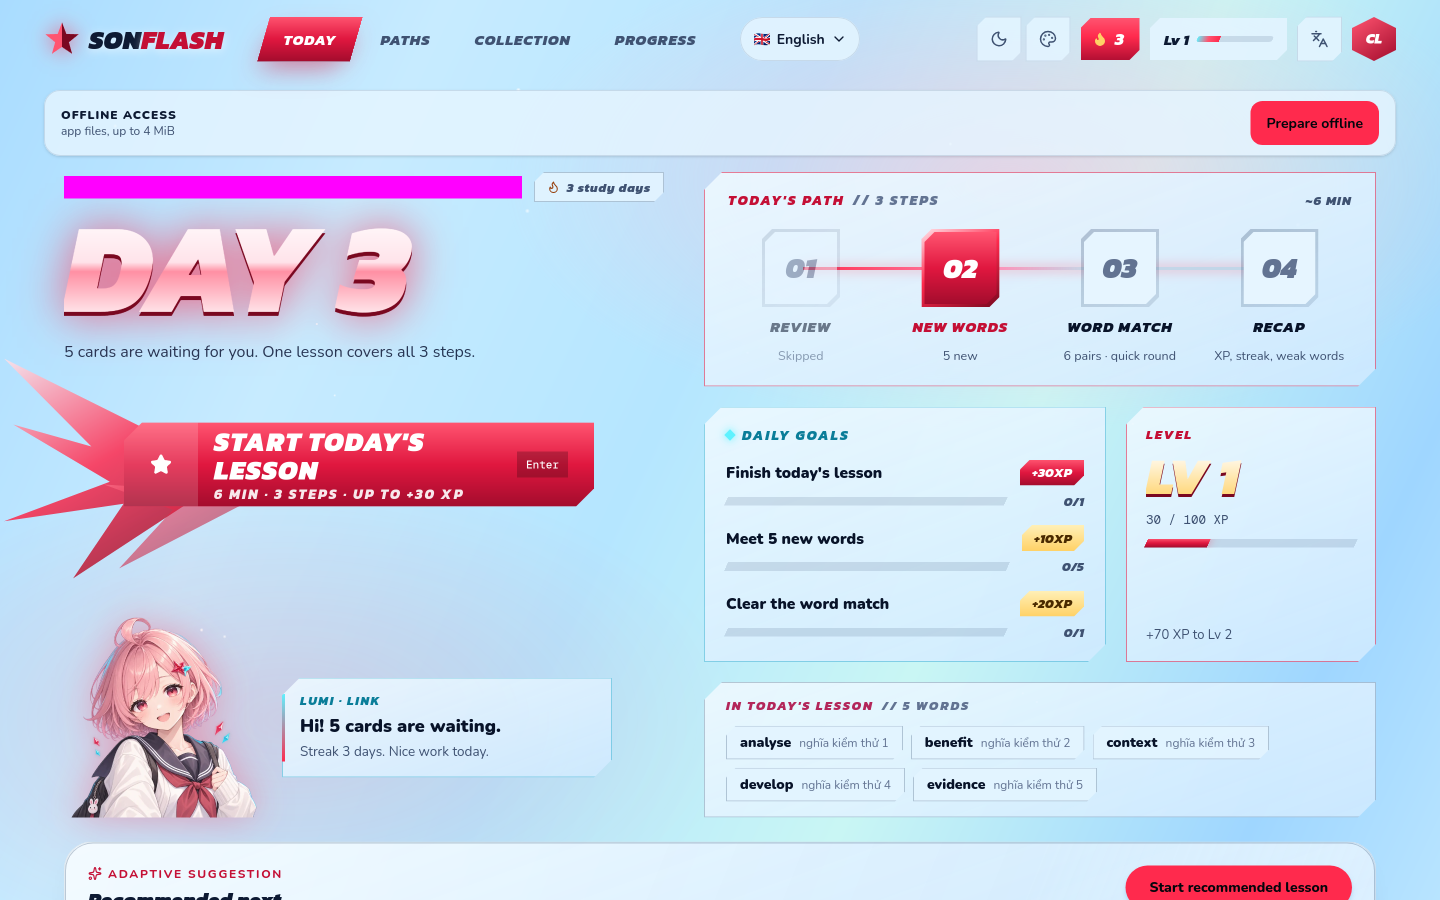 SONFLASH
TODAY
PATHS
COLLECTION
PROGRESS
English
3
Lv 1
CL
OFFLINE ACCESS
app files, up to 4 MiB
Prepare offline
3 study days
DAY 3
5 cards are waiting for you. One lesson covers all 3 steps.
START TODAY'S
LESSON
6 MIN · 3 STEPS · UP TO +30 XP
Enter
LUMI · LINK
Hi! 5 cards are waiting.
Streak 3 days. Nice work today.
TODAY'S PATH // 3 STEPS
~6 MIN
01
02
03
04
REVIEW
NEW WORDS
WORD MATCH
RECAP
Skipped
5 new
6 pairs · quick round
XP, streak, weak words
DAILY GOALS
Finish today's lesson
+30XP
0/1
Meet 5 new words
+10XP
0/5
Clear the word match
+20XP
0/1
LEVEL
LV 1
30 / 100 XP
+70 XP to Lv 2
IN TODAY'S LESSON // 5 WORDS
analyse nghĩa kiểm thử 1
benefit nghĩa kiểm thử 2
context nghĩa kiểm thử 3
develop nghĩa kiểm thử 4
evidence nghĩa kiểm thử 5
ADAPTIVE SUGGESTION
Recommended next
Start recommended lesson